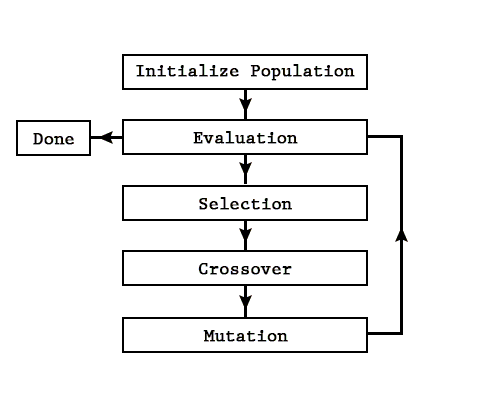 Initialize Population
Done
Evaluation
Selection
Crossover
Mutation